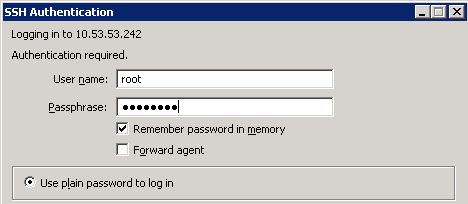 SSH Authentication
Logging in to 10.53.53.242
Authentication required.
User name: root
Passphrase: ●●●●●●●●
Remember password in memory
Forward agent
Use plain password to log in